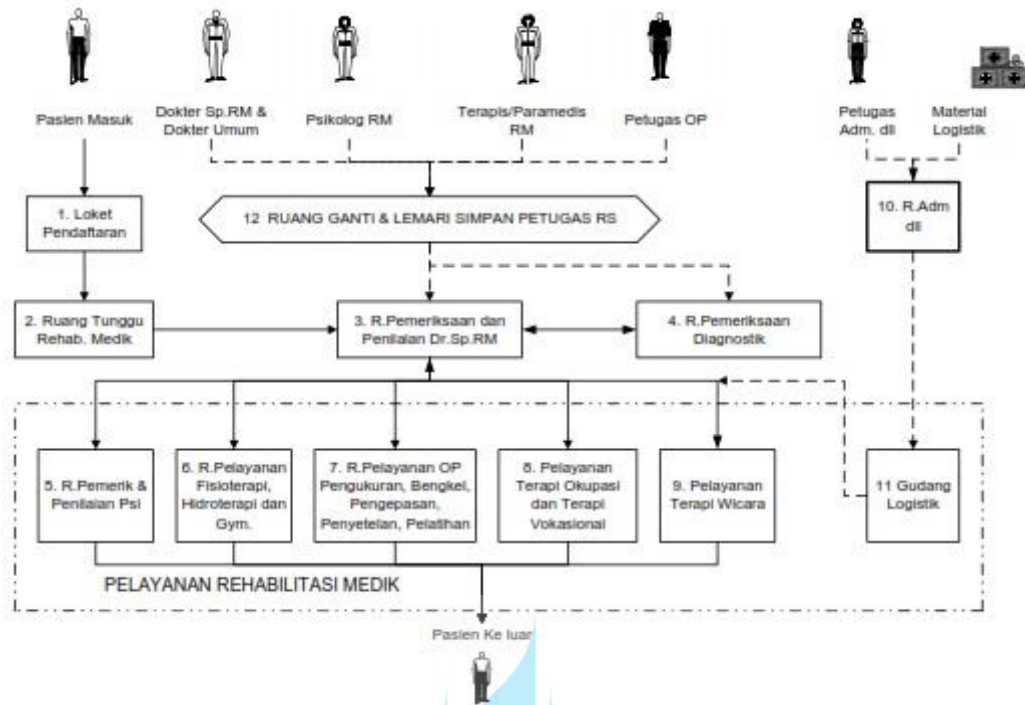 Pasien Masuk
Dokter Sp.RM &
Dokter Umum
Psikolog RM
Terapis/Paramedis
RM
Petugas OP
Petugas
Adm. dll
Material
Logistik
1. Loket
Pendaftaran
12 RUANG GANTI & LEMARI SIMPAN PETUGAS RS
10. R.Adm
dll
2. Ruang Tunggu
Rehab. Medik
3. R.Pemeriksaan dan
Penilaian Dr.Sp.RM
4. R.Pemeriksaan
Diagnostik
5. R.Pemerik &
Penilaian Psi
6. R.Pelayanan
Fisioterapi,
Hidroterapi dan
Gym.
7. R.Pelayanan OP
Pengukuran, Bengkel,
Pengepasan,
Penyetelan, Pelatihan
8. Pelayanan
Terapi Okupasi
dan Terapi
Vokasional
9. Pelayanan
Terapi Wicara
11 Gudang
Logistik
PELAYANAN REHABILITASI MEDIK
Pasien Ke luar